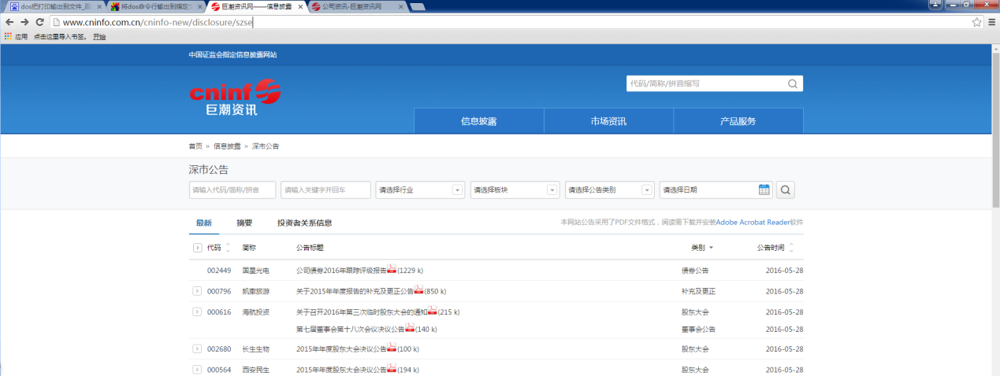 dos把打印输出到文件_百
将dos命令行输出到指定文
巨潮资讯网——信息披露
公司资讯-巨潮资讯网
www.cninfo.com.cn/cninfo-new/disclosure/szse
应用 点击这里导入书签。 开始
中国证监会指定信息披露网站
cninf
巨潮资讯
代码/简称/拼音缩写
信息披露 市场资讯 产品服务
首页 » 信息披露 » 深市公告
深市公告
请输入代码/简称/拼音 请输入关键字并回车 请选择行业 请选择板块 请选择公告类别 请选择日期
最新 摘要 投资者关系信息 本网站公告采用了PDF文件格式，阅读需下载并安装Adobe Acrobat Reader软件
代码 简称 公告标题 类别 公告时间
002449 国星光电 公司债券2016年跟踪评级报告(1229 k) 债券公告 2016-05-28
000796 凯撒旅游 关于2015年年度报告的补充及更正公告(850 k) 补充及更正 2016-05-28
000616 海航投资 关于召开2016年第三次临时股东大会的通知(215 k) 股东大会 2016-05-28
第七届董事会第十八次会议决议公告(140 k) 董事会公告 2016-05-28
002680 长生生物 2015年年度股东大会决议公告(100 k) 股东大会 2016-05-28
000564 西安民生 2015年年度股东大会决议公告(194 k) 股东大会 2016-05-28